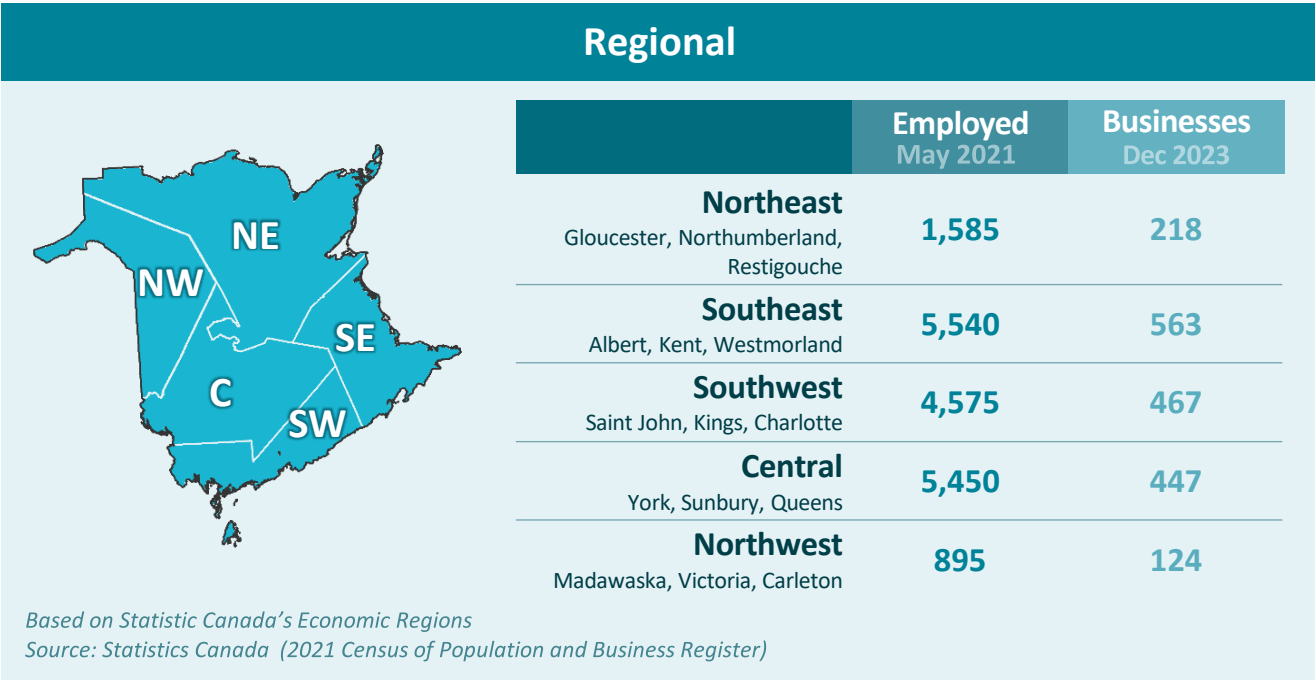 Regional
NE
NW
SE
C
SW
Employed
May 2021
Businesses
Dec 2023
Northeast
Gloucester, Northumberland,
Restigouche
1,585
218
Southeast
Albert, Kent, Westmorland
5,540
563
Southwest
Saint John, Kings, Charlotte
4,575
467
Central
York, Sunbury, Queens
5,450
447
Northwest
Madawaska, Victoria, Carleton
895
124
Based on Statistic Canada's Economic Regions
Source: Statistics Canada (2021 Census of Population and Business Register)